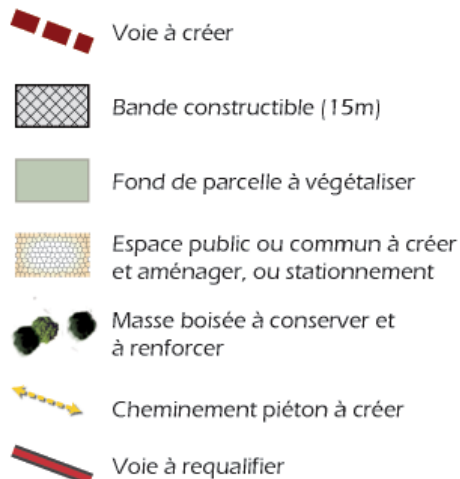 Voie à créer
Bande constructible (15m)
Fond de parcelle à végétaliser
Espace public ou commun à créer
et aménager, ou stationnement
Masse boisée à conserver et
à renforcer
Cheminement piéton à créer
Voie à requalifier